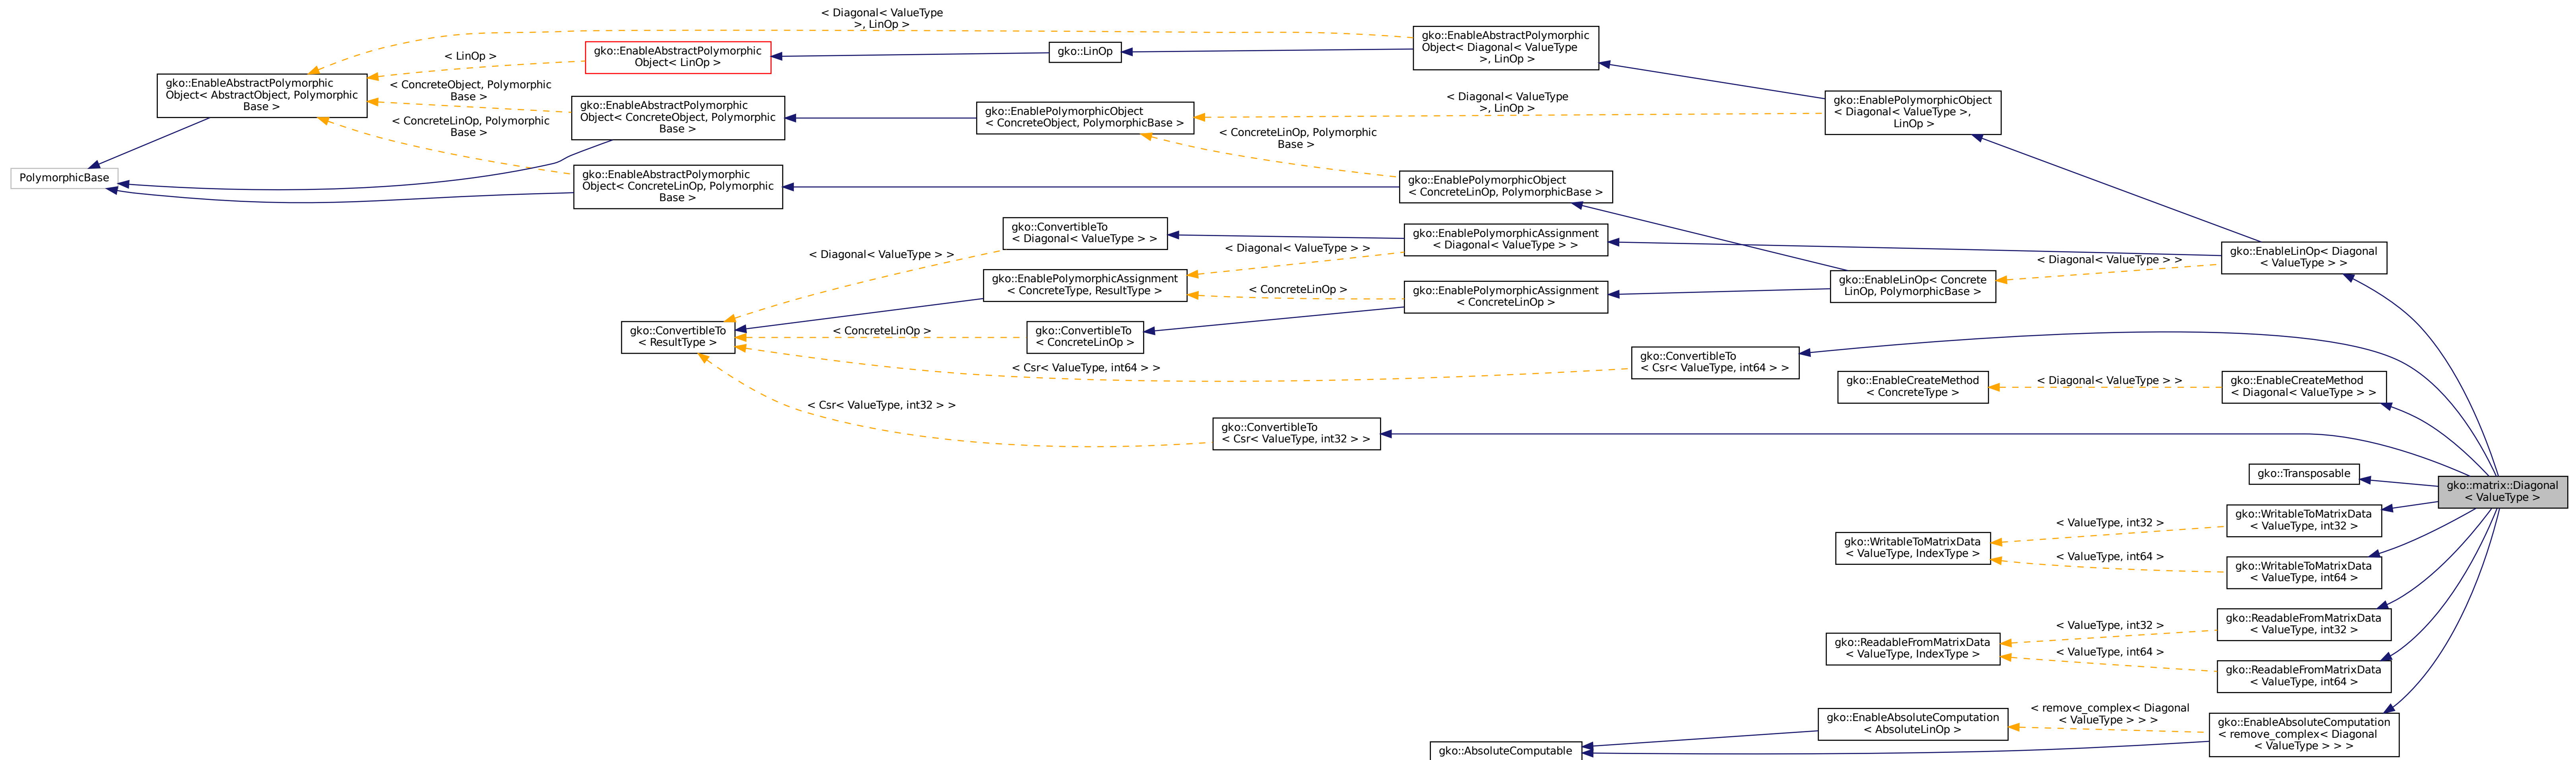 < Diagonal< ValueType
>, LinOp >
gko::EnableAbstractPolymorphic
Object< Diagonal< ValueType
>, LinOp >
gko::EnableAbstractPolymorphic
Object< LinOp >
gko::LinOp
< LinOp >
gko::EnableAbstractPolymorphic
Object< AbstractObject, Polymorphic
Base >
< ConcreteObject, Polymorphic
Base >
gko::EnableAbstractPolymorphic
Object< ConcreteObject, Polymorphic
Base >
gko::EnablePolymorphicObject
< ConcreteObject, PolymorphicBase >
< Diagonal< ValueType
>, LinOp >
gko::EnablePolymorphicObject
< Diagonal< ValueType >,
LinOp >
< ConcreteLinOp, Polymorphic
Base >
< ConcreteLinOp, Polymorphic
Base >
PolymorphicBase
gko::EnableAbstractPolymorphic
Object< ConcreteLinOp, Polymorphic
Base >
gko::EnablePolymorphicObject
< ConcreteLinOp, PolymorphicBase >
gko::ConvertibleTo
< Diagonal< ValueType > >
gko::EnablePolymorphicAssignment
< Diagonal< ValueType > >
< Diagonal< ValueType > >
< Diagonal< ValueType > >
gko::EnableLinOp< Diagonal
< ValueType > >
< Diagonal< ValueType > >
gko::EnablePolymorphicAssignment
< ConcreteType, ResultType >
< ConcreteLinOp >
gko::EnablePolymorphicAssignment
< ConcreteLinOp >
gko::EnableLinOp< Concrete
LinOp, PolymorphicBase >
gko::ConvertibleTo
< ResultType >
< ConcreteLinOp >
gko::ConvertibleTo
< ConcreteLinOp >
< Csr< ValueType, int64 > >
gko::ConvertibleTo
< Csr< ValueType, int64 > >
gko::EnableCreateMethod
< ConcreteType >
< Diagonal< ValueType > >
gko::EnableCreateMethod
< Diagonal< ValueType > >
< Csr< ValueType, int32 > >
gko::ConvertibleTo
< Csr< ValueType, int32 > >
gko::Transposable
gko::matrix::Diagonal
< ValueType >
gko::WritableToMatrixData
< ValueType, int32 >
< ValueType, int32 >
gko::WritableToMatrixData
< ValueType, IndexType >
< ValueType, int64 >
gko::WritableToMatrixData
< ValueType, int64 >
gko::ReadableFromMatrixData
< ValueType, int32 >
< ValueType, int32 >
gko::ReadableFromMatrixData
< ValueType, IndexType >
< ValueType, int64 >
gko::ReadableFromMatrixData
< ValueType, int64 >
< remove_complex< Diagonal
< ValueType > > >
gko::EnableAbsoluteComputation
< AbsoluteLinOp >
gko::EnableAbsoluteComputation
< remove_complex< Diagonal
< ValueType > > >
gko::AbsoluteComputable